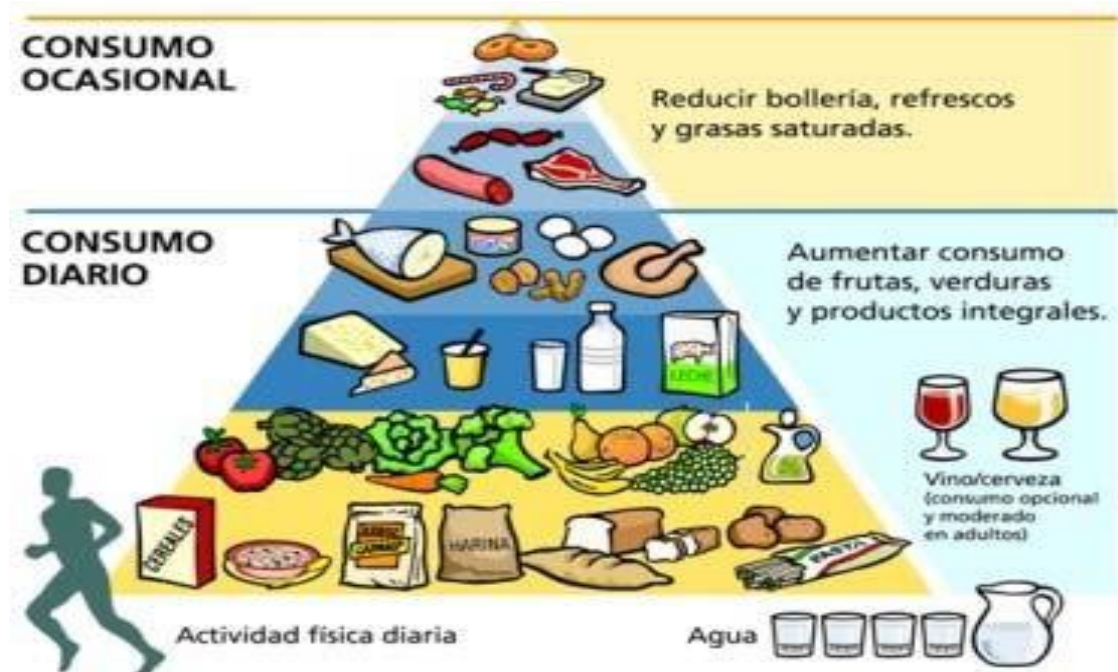 CONSUMO
OCASIONAL
Reducir bollería, refrescos
y grasas saturadas.
CONSUMO
DIARIO
Aumentar consumo
de frutas, verduras
y productos integrales.
LECHE
Vino/cerveza
(consumo opcional
y moderado
en adultos)
CEREALES
HARINA
PASTA
Actividad física diaria
Agua